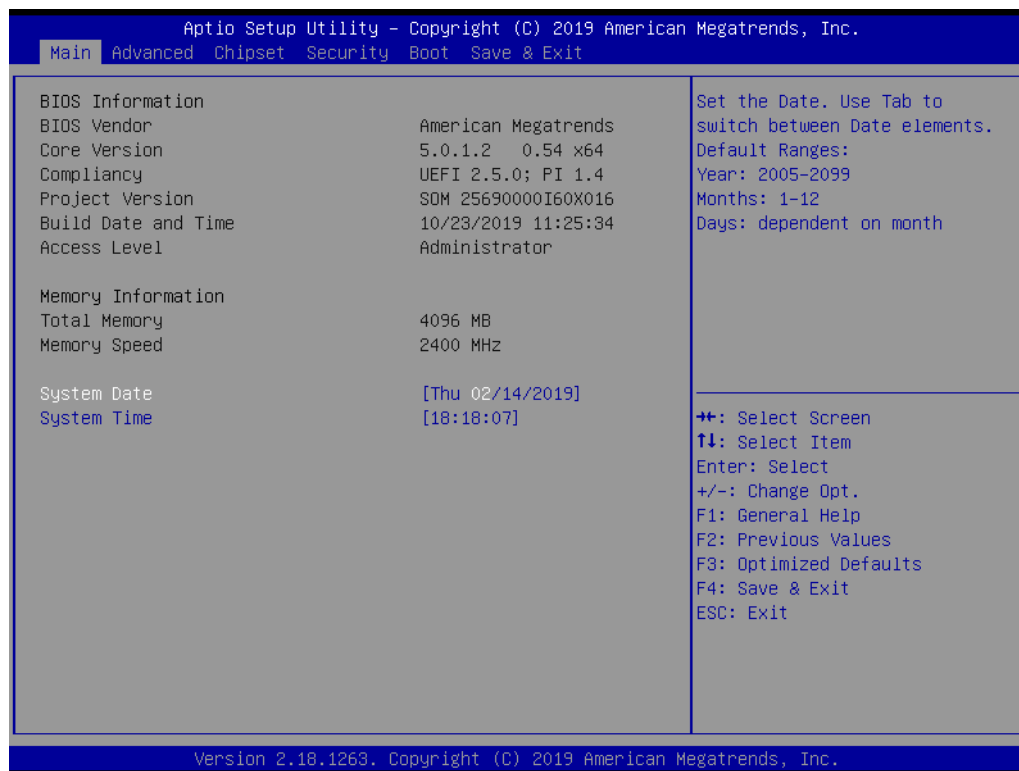 Aptio Setup Utility – Copyright (C) 2019 American Megatrends, Inc.
Main Advanced Chipset Security Boot Save & Exit
BIOS Information
BIOS Vendor American Megatrends
Core Version 5.0.1.2 0.54 x64
Compliancy UEFI 2.5.0; PI 1.4
Project Version SOM 25690000I60X016
Build Date and Time 10/23/2019 11:25:34
Access Level Administrator
Memory Information
Total Memory 4096 MB
Memory Speed 2400 MHz
System Date [Thu 02/14/2019]
System Time [18:18:07]
Set the Date. Use Tab to
switch between Date elements.
Default Ranges:
Year: 2005-2099
Months: 1-12
Days: dependent on month
→←: Select Screen
↑↓: Select Item
Enter: Select
+/-: Change Opt.
F1: General Help
F2: Previous Values
F3: Optimized Defaults
F4: Save & Exit
ESC: Exit
Version 2.18.1263. Copyright (C) 2019 American Megatrends, Inc.